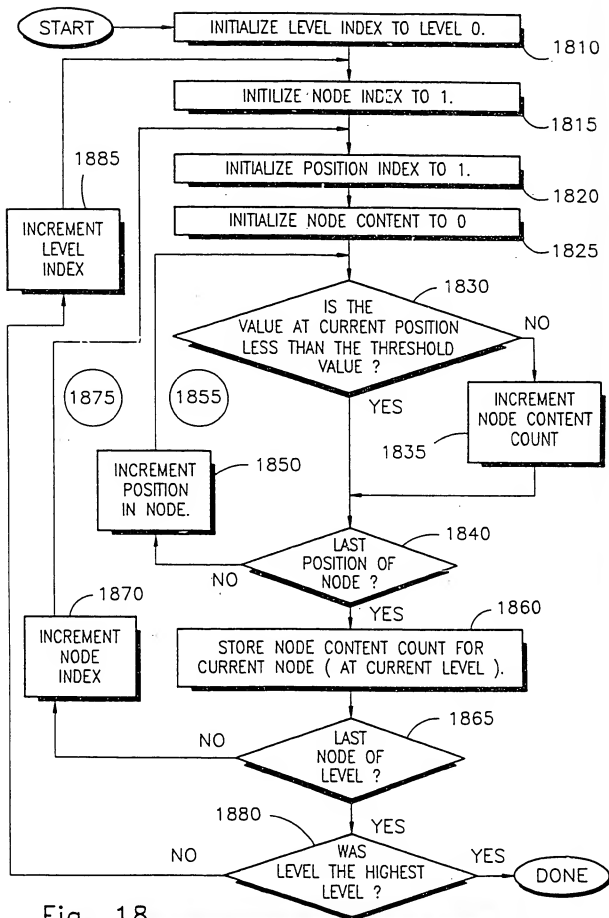 START
INITIALIZE LEVEL INDEX TO LEVEL 0.
1810
INITILIZE NODE INDEX TO 1.
1815
1885
INITIALIZE POSITION INDEX TO 1.
1820
INCREMENT
LEVEL
INDEX
INITIALIZE NODE CONTENT TO 0
1825
IS THE
VALUE AT CURRENT POSITION
LESS THAN THE THRESHOLD
VALUE ?
1830
NO
YES
1875
1855
INCREMENT
NODE CONTENT
COUNT
1835
INCREMENT
POSITION
IN NODE.
1850
LAST
POSITION OF
NODE ?
1840
NO
YES
1870
INCREMENT
NODE
INDEX
1860
STORE NODE CONTENT COUNT FOR
CURRENT NODE ( AT CURRENT LEVEL ).
LAST
NODE OF
LEVEL ?
1865
NO
YES
1880
WAS
LEVEL THE HIGHEST
LEVEL ?
NO
YES
DONE
Fig. 18